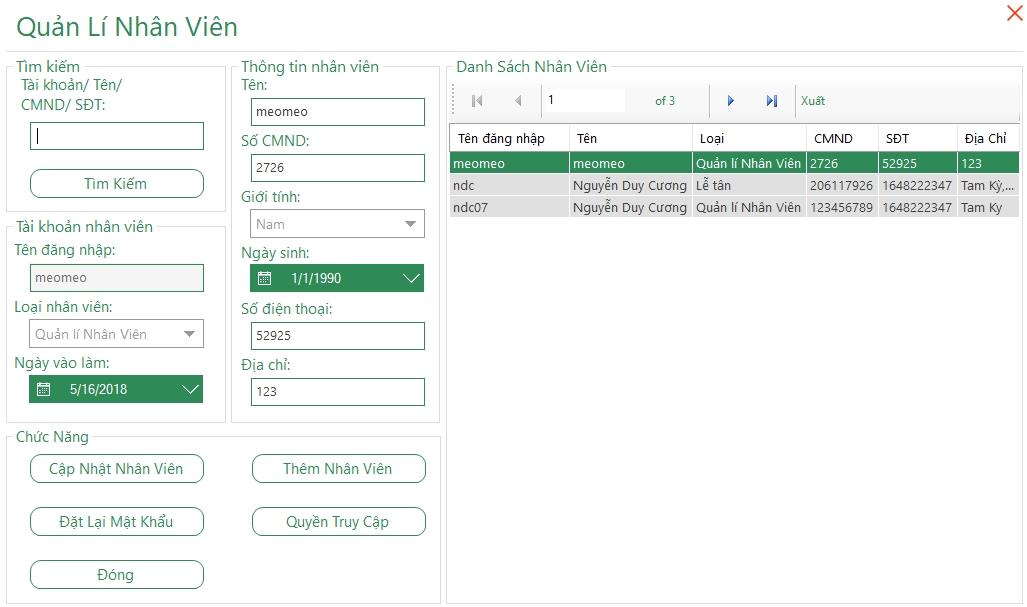 Quản Lí Nhân Viên
Tìm kiếm
Tài khoản/ Tên/
CMND/ SĐT:
Tìm Kiếm
Tài khoản nhân viên
Tên đăng nhập:
meomeo
Loại nhân viên:
Quản lí Nhân Viên
Ngày vào làm:
5/16/2018
Thông tin nhân viên
Tên:
meomeo
Số CMND:
2726
Giới tính:
Nam
Ngày sinh:
1/1/1990
Số điện thoại:
52925
Địa chỉ:
123
Chức Năng
Cập Nhật Nhân Viên Thêm Nhân Viên
Đặt Lại Mật Khẩu Quyền Truy Cập
Đóng
Danh Sách Nhân Viên
1 of 3 Xuất
Tên đăng nhập Tên Loại CMND SĐT Địa Chỉ
meomeo meomeo Quản lí Nhân Viên 2726 52925 123
ndc Nguyễn Duy Cương Lễ tân 206117926 1648222347 Tam Kỳ,...
ndc07 Nguyễn Duy Cương Quản lí Nhân Viên 123456789 1648222347 Tam Ky